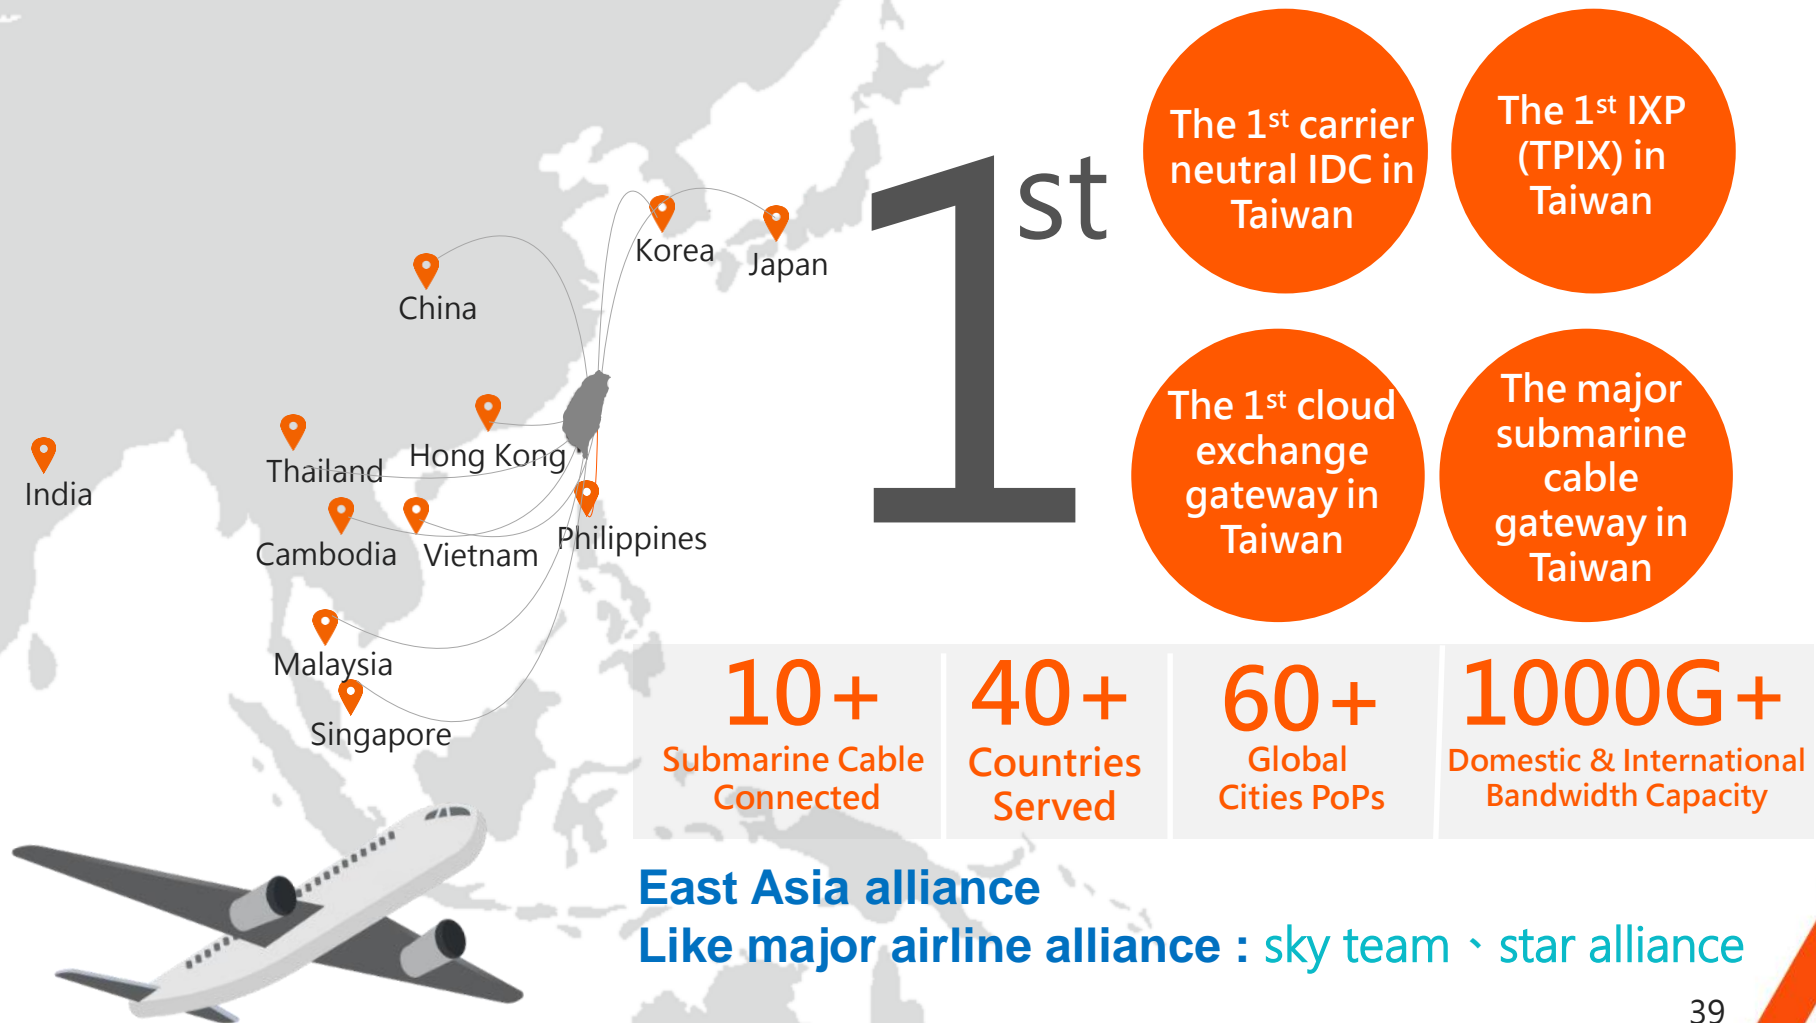 Korea
Japan
China
Hong Kong
Thailand
India
Cambodia
Vietnam
Philippines
Malaysia
Singapore
1st
The 1st carrier
neutral IDC in
Taiwan
The 1st IXP
(TPIX) in
Taiwan
The 1st cloud
exchange
gateway in
Taiwan
The major
submarine
cable
gateway in
Taiwan
10+
Submarine Cable
Connected
40+
Countries
Served
60+
Global
Cities PoPs
1000G+
Domestic & International
Bandwidth Capacity
East Asia alliance
Like major airline alliance : sky team、star alliance
39